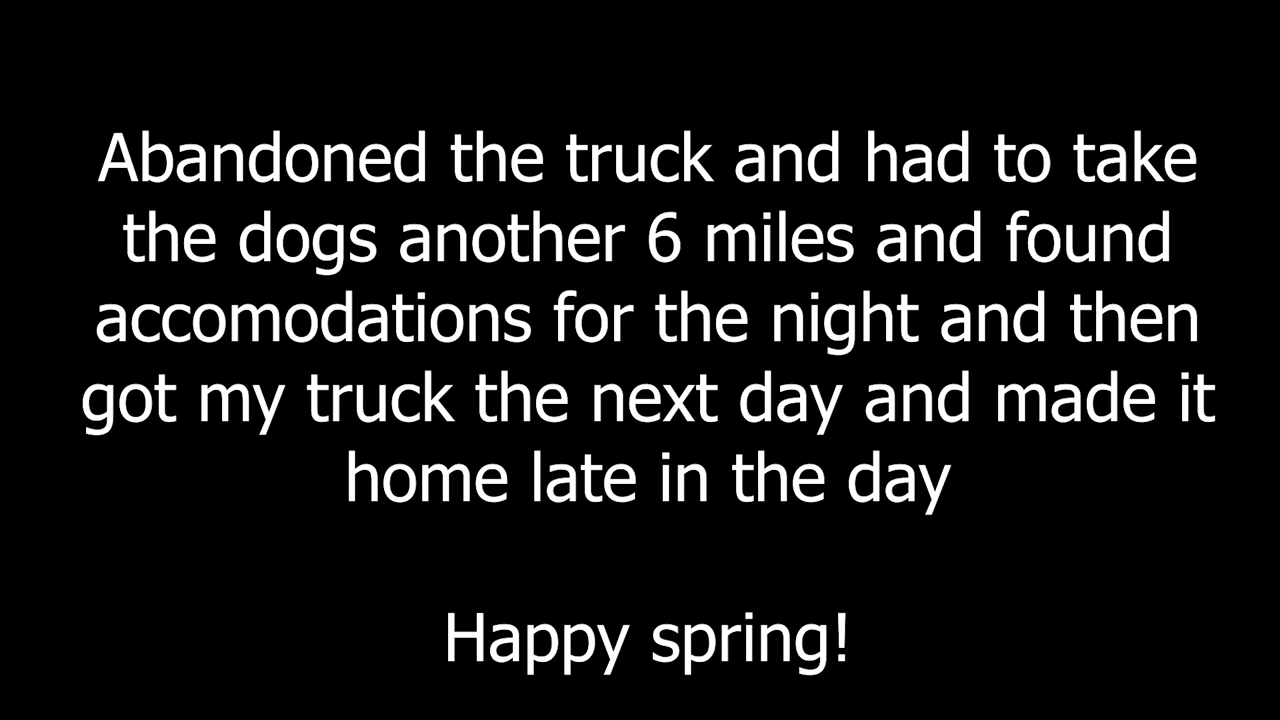 Abandoned the truck and had to take
the dogs another 6 miles and found
accomodations for the night and then
got my truck the next day and made it
home late in the day
Happy spring!